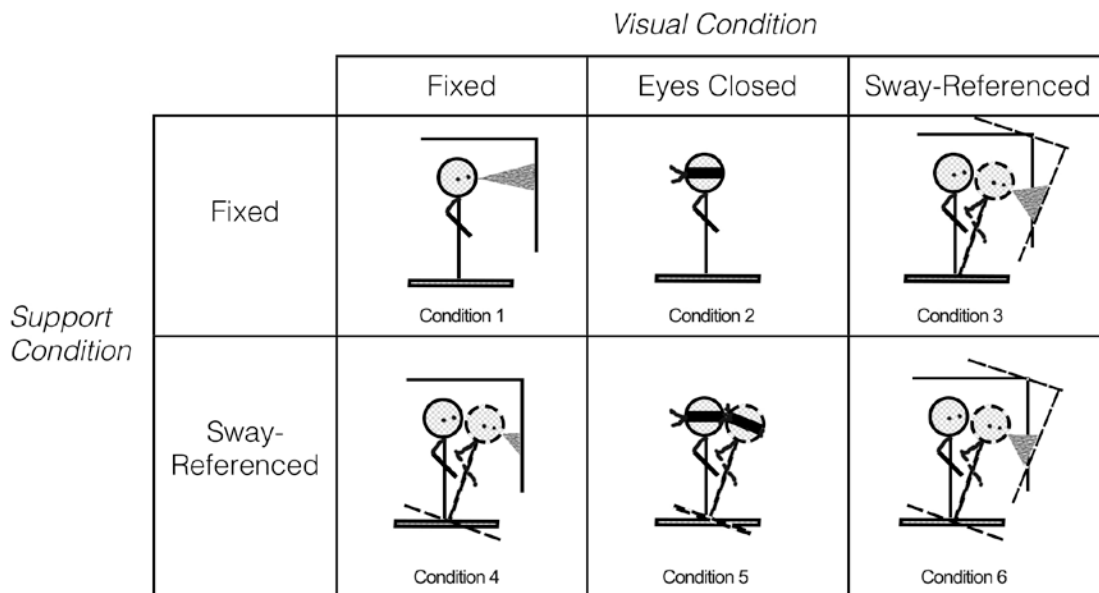 Visual Condition
Fixed
Eyes Closed
Sway-Referenced
Fixed
Condition 1
Condition 2
Condition 3
Support
Condition
Sway-
Referenced
Condition 4
Condition 5
Condition 6